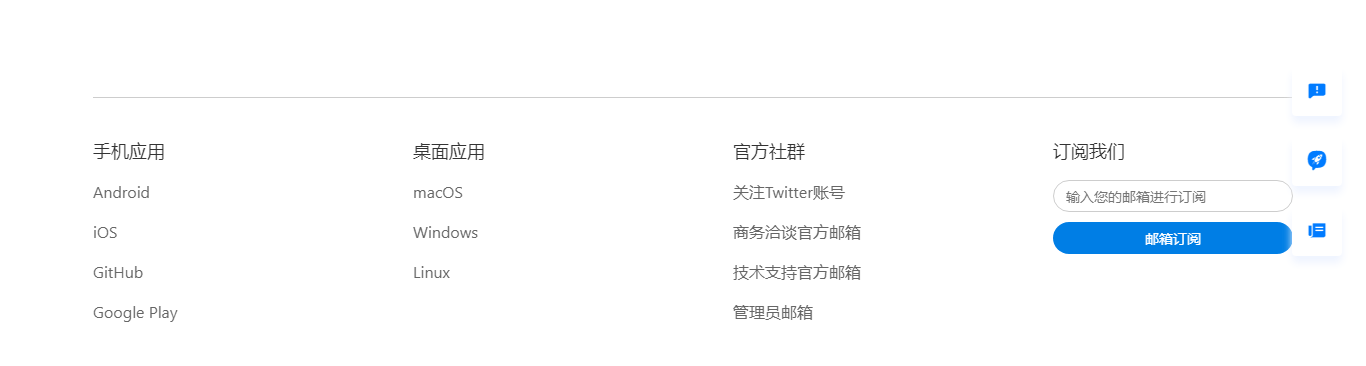 手机应用
Android
iOS
GitHub
Google Play
桌面应用
macOS
Windows
Linux
官方社群
关注Twitter账号
商务洽谈官方邮箱
技术支持官方邮箱
管理员邮箱
订阅我们
输入您的邮箱进行订阅
邮箱订阅